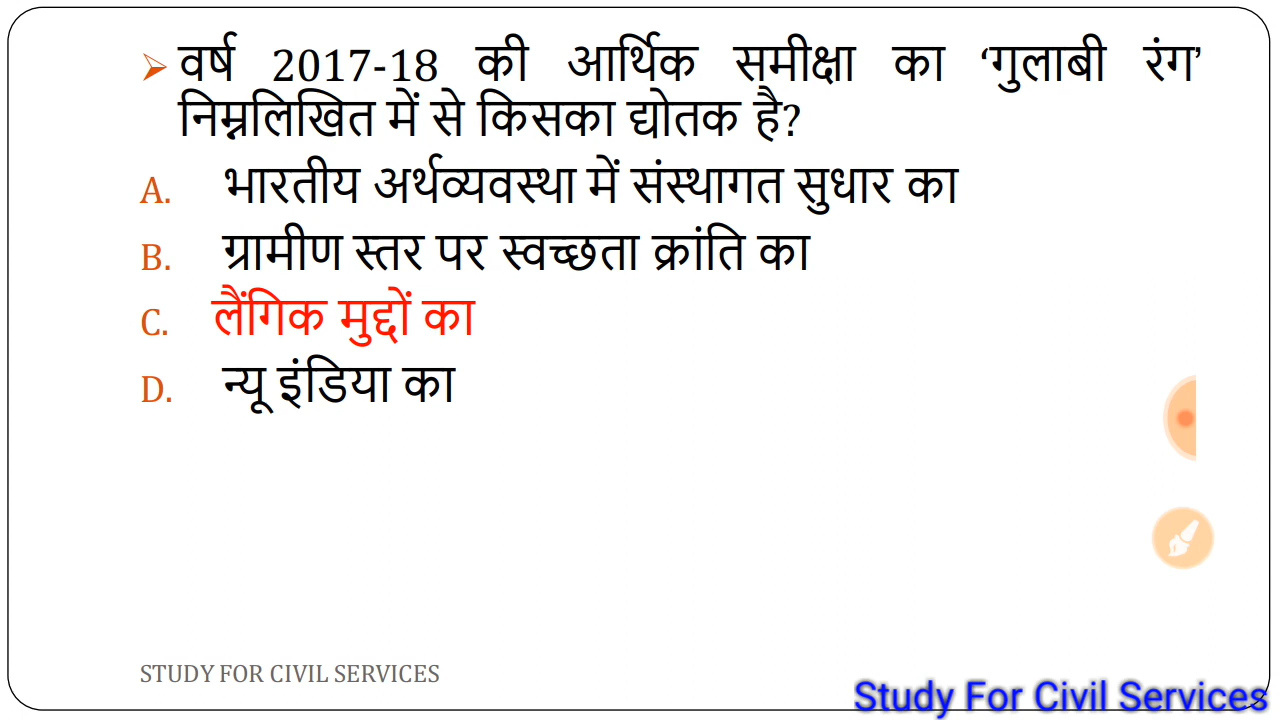 वर्ष 2017-18 की आर्थिक समीक्षा का ‘गुलाबी रंग’
निम्नलिखित में से किसका द्योतक है?
A. भारतीय अर्थव्यवस्था में संस्थागत सुधार का
B. ग्रामीण स्तर पर स्वच्छता क्रांति का
C. लैंगिक मुद्दों का
D. न्यू इंडिया का
STUDY FOR CIVIL SERVICES
Study For Civil Services